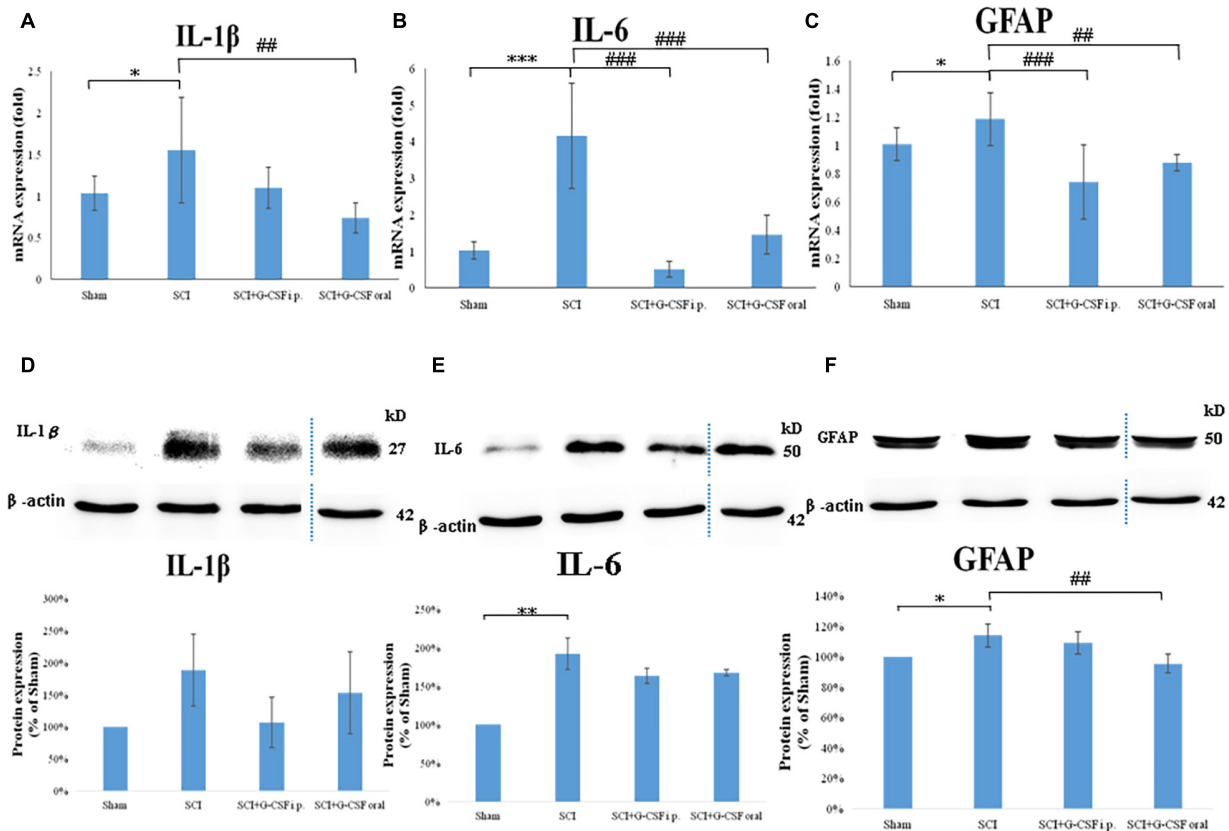 A
IL-1β
##
*
mRNA expression (fold)
2.5
2
1.5
1
0.5
0
Sham
SCI
SCI+G-CSF i.p.
SCI+G-CSF oral
B
IL-6
###
***
###
mRNA expression (fold)
6
5
4
3
2
1
0
Sham
SCI
SCI+G-CSF i.p.
SCI+G-CSF oral
C
GFAP
##
*
###
mRNA expression (fold)
1.6
1.4
1.2
1
0.8
0.6
0.4
0.2
0
Sham
SCI
SCI+G-CSF i.p.
SCI+G-CSF oral
D
kD
IL-1β
27
β-actin
42
IL-1β
Protein expression
(% of Sham)
300%
250%
200%
150%
100%
50%
0%
Sham
SCI
SCI+G-CSF i.p.
SCI+G-CSF oral
E
kD
IL-6
50
β-actin
42
IL-6
**
Protein expression
(% of Sham)
250%
200%
150%
100%
50%
0%
Sham
SCI
SCI+G-CSF i.p.
SCI+G-CSF oral
F
kD
GFAP
50
β-actin
42
GFAP
##
*
Protein expression
(% of Sham)
140%
120%
100%
80%
60%
40%
20%
0%
Sham
SCI
SCI+G-CSF i.p.
SCI+G-CSF oral